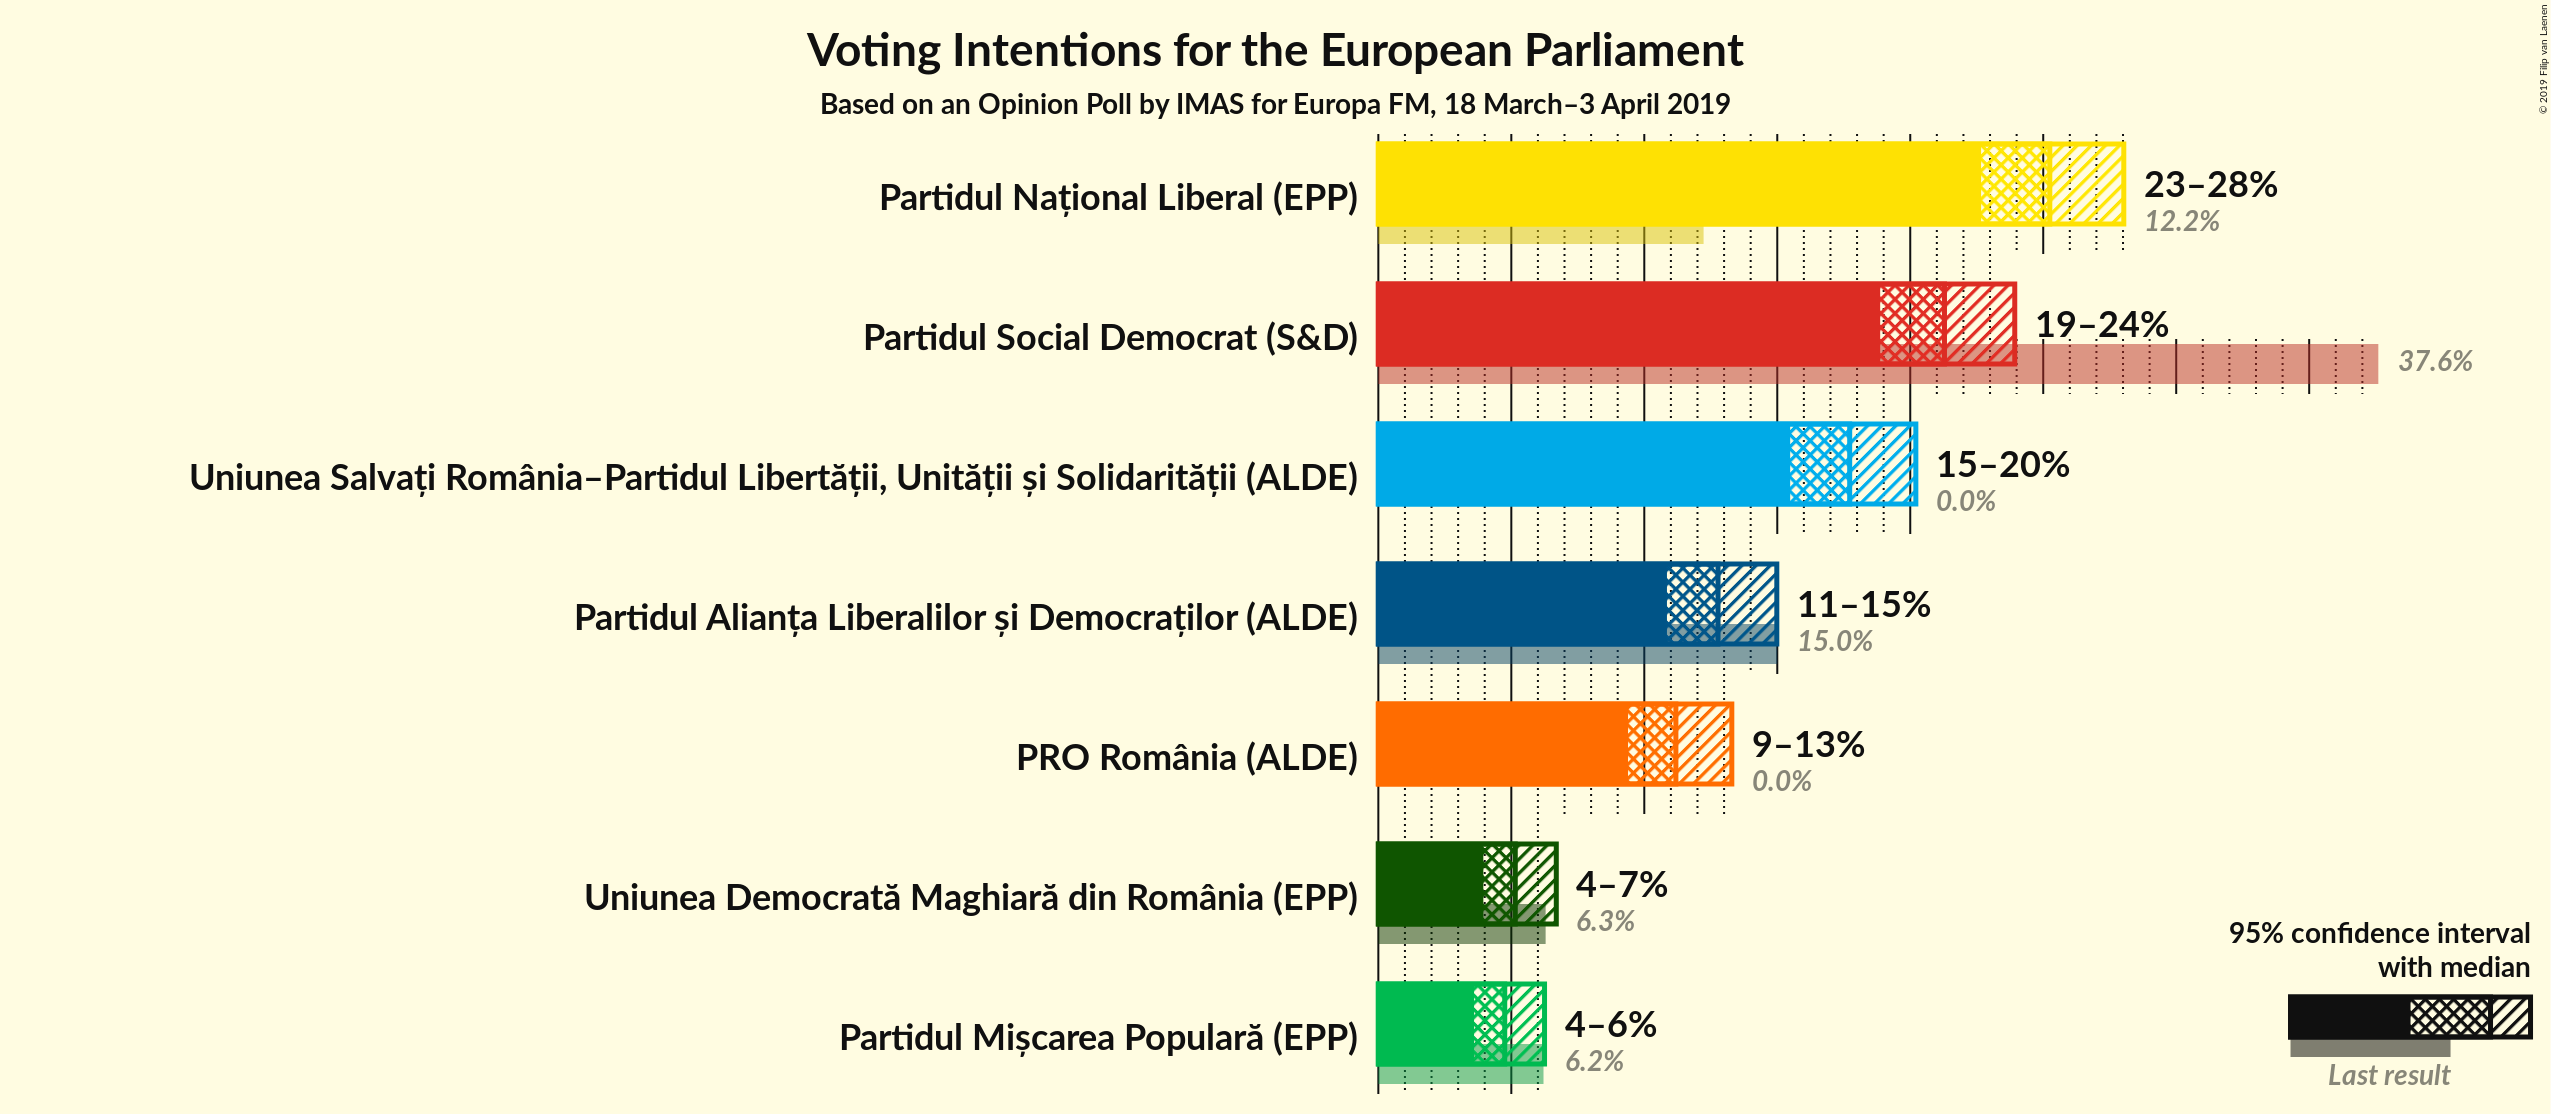 Voting Intentions for the European Parliament
Based on an Opinion Poll by IMAS for Europa FM, 18 March–3 April 2019
© 2019 Filip van Laenen
Partidul Național Liberal (EPP)
23–28%
12.2%
Partidul Social Democrat (S&D)
19–24%
37.6%
Uniunea Salvați România–Partidul Libertății, Unității și Solidarității (ALDE)
15–20%
0.0%
Partidul Alianța Liberalilor și Democraților (ALDE)
11–15%
15.0%
PRO România (ALDE)
9–13%
0.0%
Uniunea Democrată Maghiară din România (EPP)
4–7%
6.3%
Partidul Mișcarea Populară (EPP)
4–6%
6.2%
95% confidence interval
with median
Last result